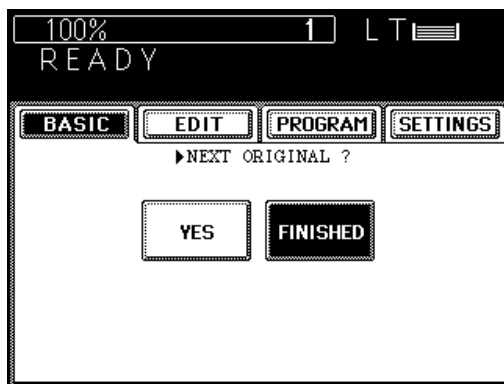 100% 1 LT
READY
BASIC EDIT PROGRAM SETTINGS
▶NEXT ORIGINAL ?
YES FINISHED